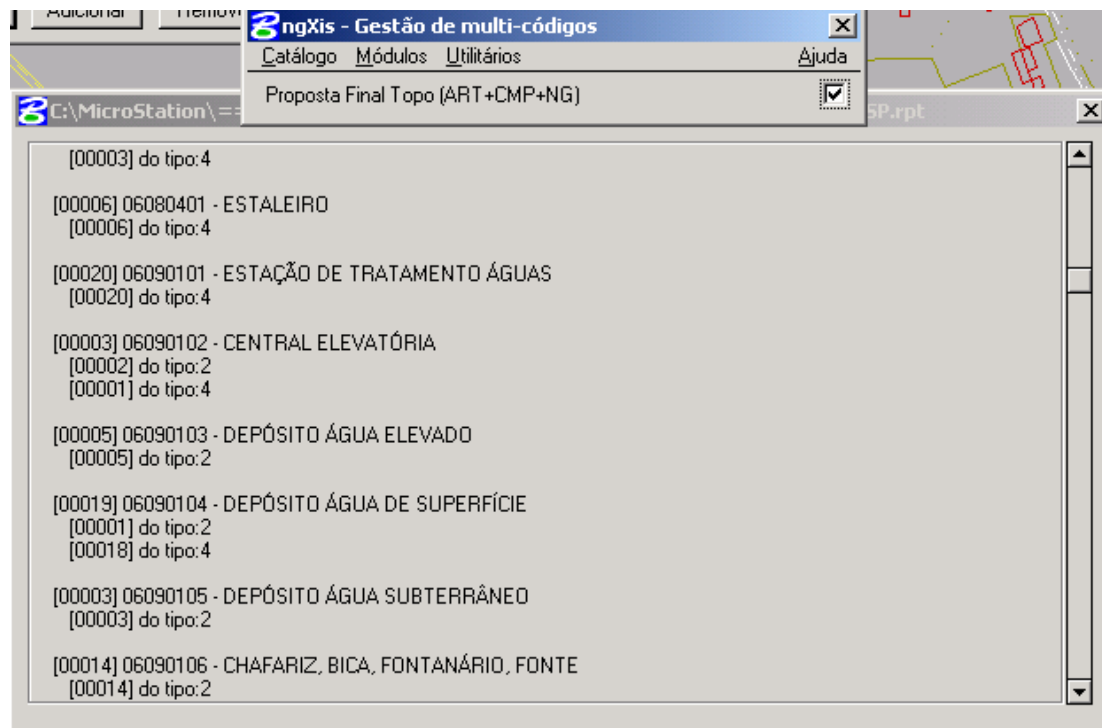 Adicionar
ngXis - Gestão de multi-códigos
Catálogo Módulos Utilitários Ajuda
Proposta Final Topo (ART+CMP+NG)
C:\MicroStation\== SP.rpt
[00003] do tipo:4
[00006] 06080401 - ESTALEIRO
[00006] do tipo:4
[00020] 06090101 - ESTAÇÃO DE TRATAMENTO ÁGUAS
[00020] do tipo:4
[00003] 06090102 - CENTRAL ELEVATÓRIA
[00002] do tipo:2
[00001] do tipo:4
[00005] 06090103 - DEPÓSITO ÁGUA ELEVADO
[00005] do tipo:2
[00019] 06090104 - DEPÓSITO ÁGUA DE SUPERFÍCIE
[00001] do tipo:2
[00018] do tipo:4
[00003] 06090105 - DEPÓSITO ÁGUA SUBTERRÂNEO
[00003] do tipo:2
[00014] 06090106 - CHAFARIZ, BICA, FONTANÁRIO, FONTE
[00014] do tipo:2